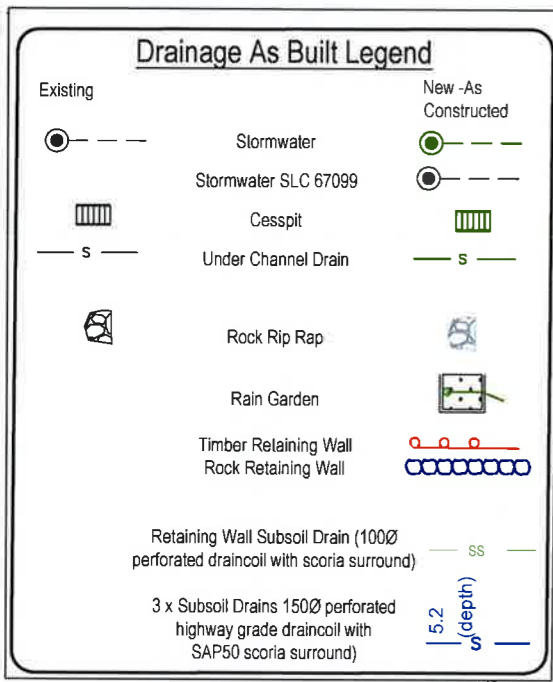 Drainage As Built Legend
Existing
New -As
Constructed
Stormwater
Stormwater SLC 67099
Cesspit
S
Under Channel Drain
S
Rock Rip Rap
Rain Garden
Timber Retaining Wall
Rock Retaining Wall
Retaining Wall Subsoil Drain (100Ø
perforated draincoil with scoria surround)
SS
3 x Subsoil Drains 150Ø perforated
highway grade draincoil with
SAP50 scoria surround)
5.2
(depth)
S